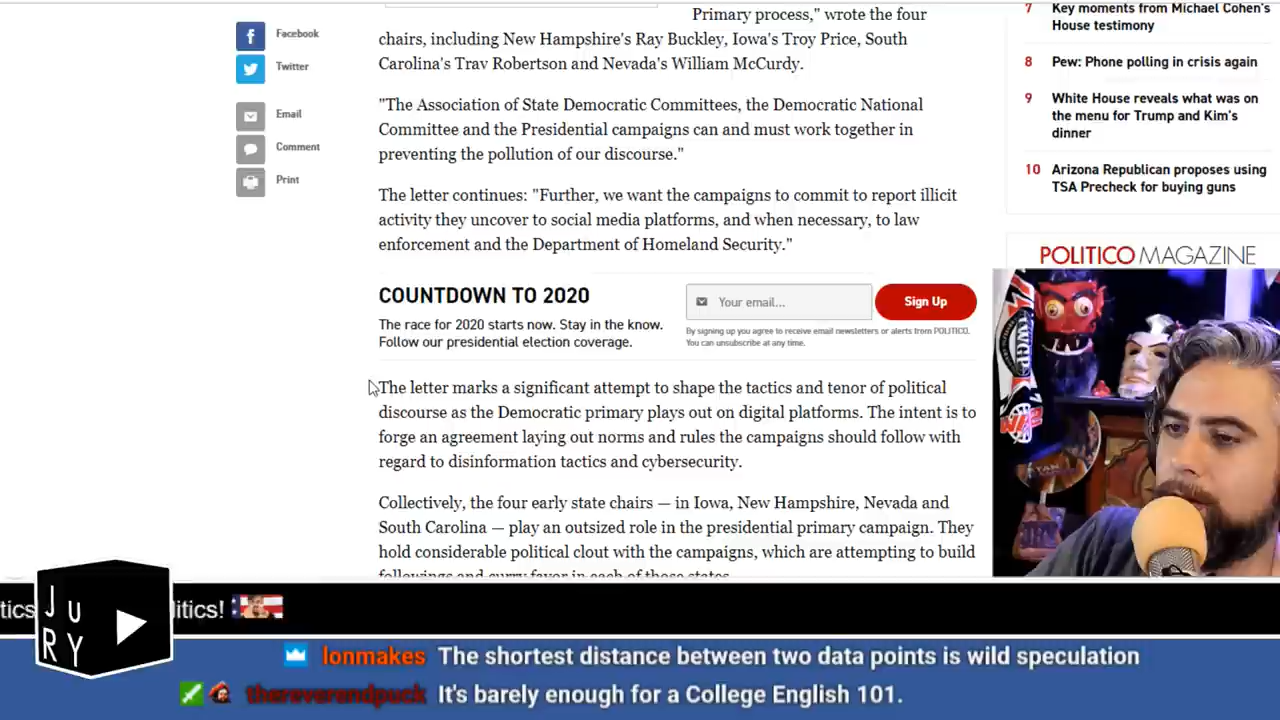 Facebook
Twitter
Email
Comment
Print
Primary process," wrote the four
chairs, including New Hampshire's Ray Buckley, Iowa's Troy Price, South
Carolina's Trav Robertson and Nevada's William McCurdy.
"The Association of State Democratic Committees, the Democratic National
Committee and the Presidential campaigns can and must work together in
preventing the pollution of our discourse."
The letter continues: "Further, we want the campaigns to commit to report illicit
activity they uncover to social media platforms, and when necessary, to law
enforcement and the Department of Homeland Security."
COUNTDOWN TO 2020
The race for 2020 starts now. Stay in the know.
Follow our presidential election coverage.
Your email...
Sign Up
By signing up you agree to receive email newsletters or alerts from POLITICO.
You can unsubscribe at any time.
The letter marks a significant attempt to shape the tactics and tenor of political
discourse as the Democratic primary plays out on digital platforms. The intent is to
forge an agreement laying out norms and rules the campaigns should follow with
regard to disinformation tactics and cybersecurity.
Collectively, the four early state chairs — in Iowa, New Hampshire, Nevada and
South Carolina — play an outsized role in the presidential primary campaign. They
hold considerable political clout with the campaigns, which are attempting to build
followings and curry favor in each of those states.
7 Key moments from Michael Cohen's
House testimony
8 Pew: Phone polling in crisis again
9 White House reveals what was on
the menu for Trump and Kim's
dinner
10 Arizona Republican proposes using
TSA Precheck for buying guns
POLITICO MAGAZINE
tics
litics!
JURY
lonmakes The shortest distance between two data points is wild speculation
thereverendpuck It's barely enough for a College English 101.